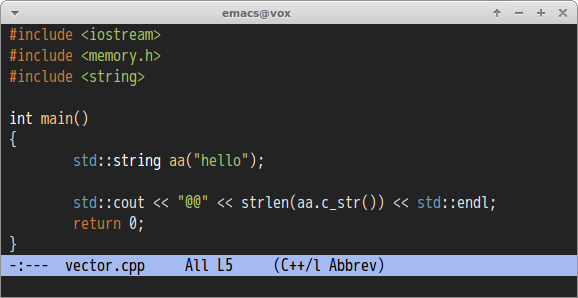 emacs@vox
#include <iostream>
#include <memory.h>
#include <string>
int main()
{
std::string aa("hello");
std::cout << "@@" << strlen(aa.c_str()) << std::endl;
return 0;
}
-:--- vector.cpp All L5 (C++/l Abbrev)